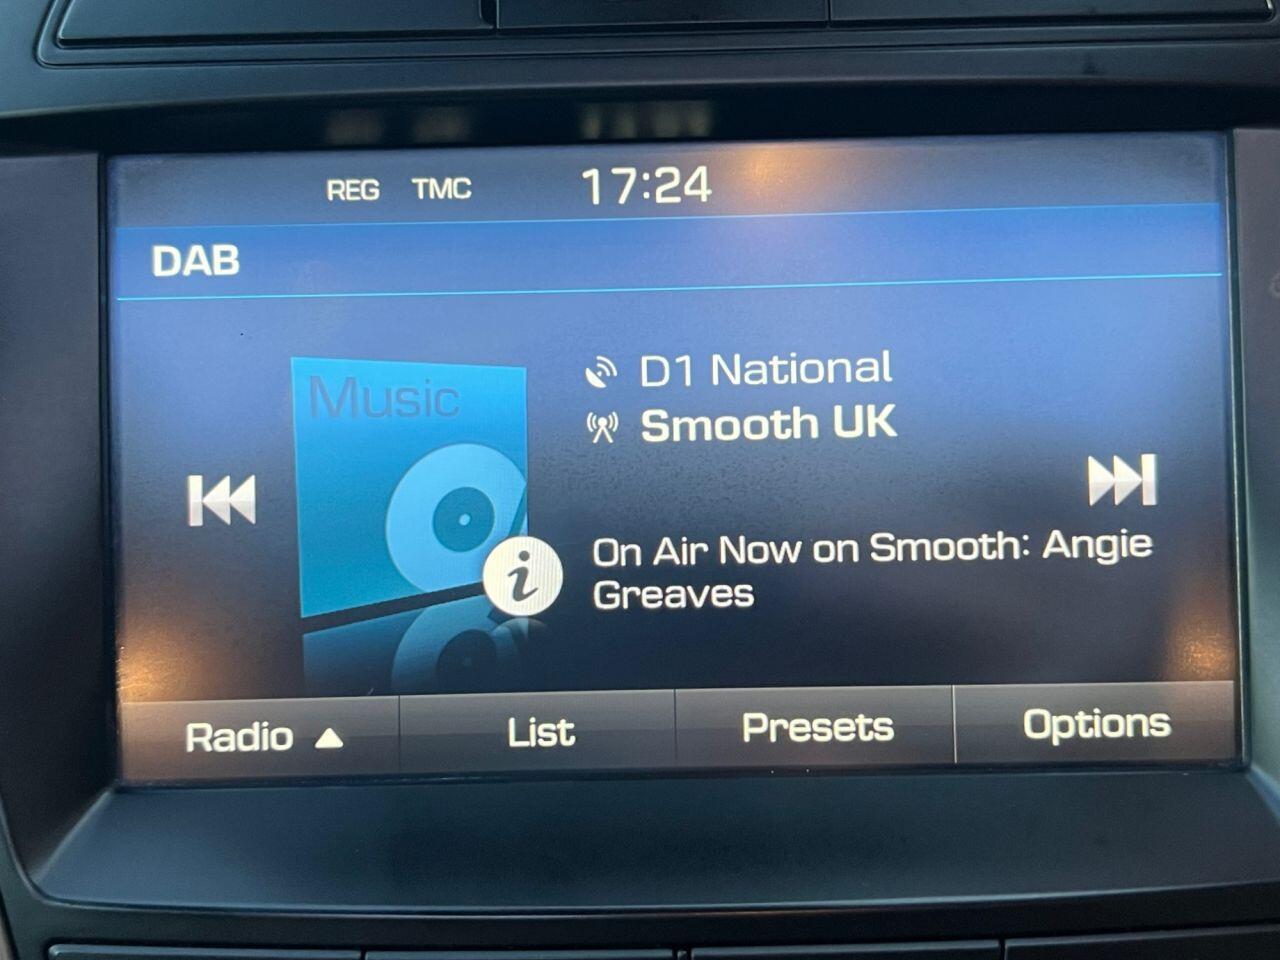 REG TMC 17:24
DAB
Music
D1 National
Smooth UK
On Air Now on Smooth: Angie
Greaves
Radio List Presets Options